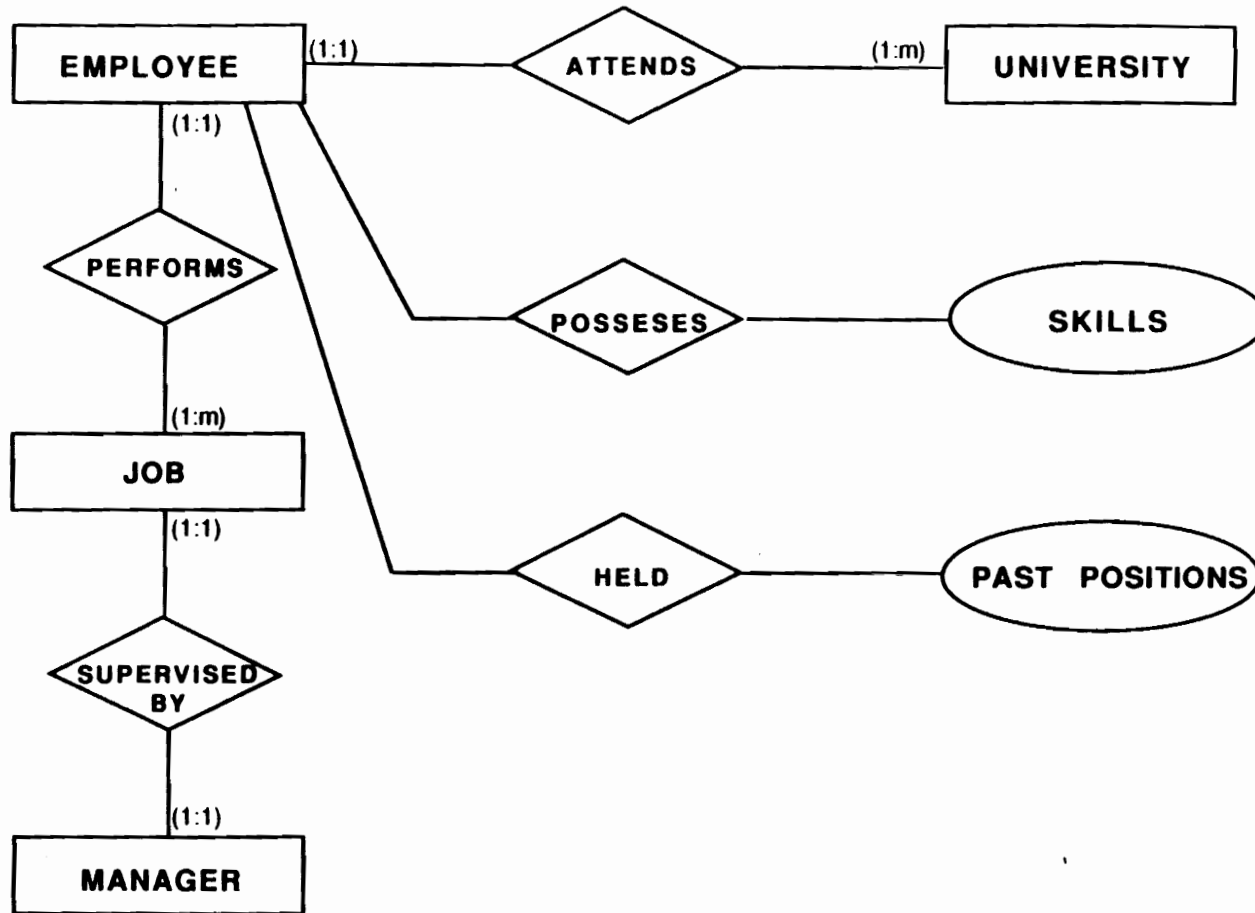 EMPLOYEE
(1:1)
ATTENDS
(1:m)
UNIVERSITY
(1:1)
PERFORMS
POSSESES
SKILLS
(1:m)
JOB
(1:1)
HELD
PAST POSITIONS
SUPERVISED
BY
(1:1)
MANAGER